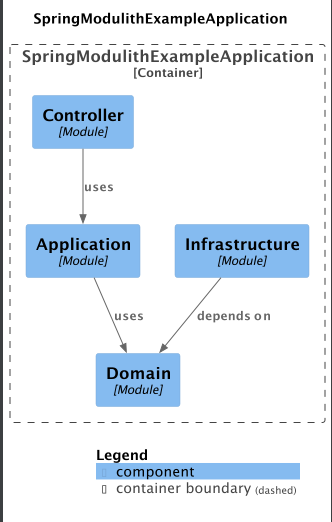 SpringModulithExampleApplication
SpringModulithExampleApplication
[Container]
Controller
[Module]
uses
Application
[Module]
Infrastructure
[Module]
uses
depends on
Domain
[Module]
Legend
component
container boundary (dashed)